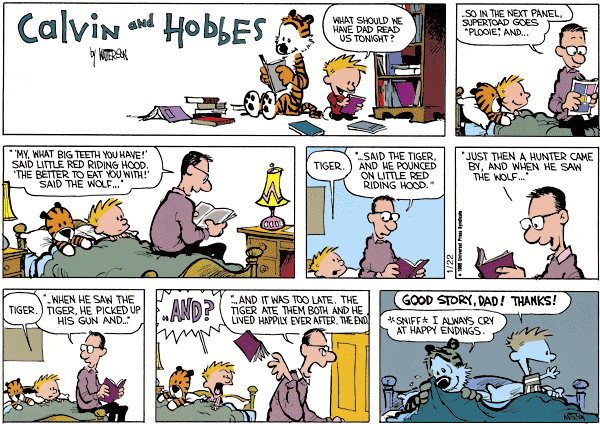 Calvin and Hobbes
by WATTERSON
WHAT SHOULD WE
HAVE DAD READ
US TONIGHT?
..SO IN THE NEXT PANEL,
SUPERTOAD GOES
"PLOOIE", AND...
"'MY, WHAT BIG TEETH YOU HAVE!'
SAID LITTLE RED RIDING HOOD.
'THE BETTER TO EAT YOU WITH!'
SAID THE WOLF..."
TIGER.
"...SAID THE TIGER,
AND HE POUNCED
ON LITTLE RED
RIDING HOOD."
1/22
"JUST THEN A HUNTER CAME
BY, AND WHEN HE SAW
THE WOLF..."
TIGER.
"..WHEN HE SAW THE
TIGER, HE PICKED UP
HIS GUN AND..."
..AND?
"..AND IT WAS TOO LATE. THE
TIGER ATE THEM BOTH AND HE
LIVED HAPPILY EVER AFTER. THE END.
GOOD STORY, DAD! THANKS!
*SNIFF* I ALWAYS CRY
AT HAPPY ENDINGS.
WATTERSON